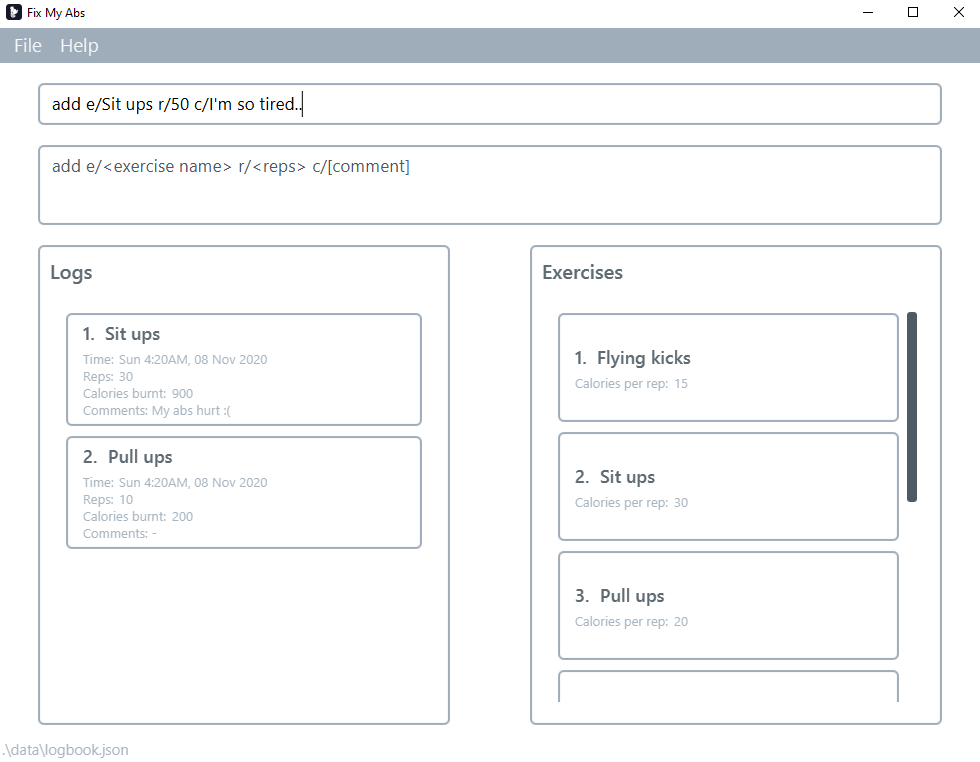 Fix My Abs
File Help
add e/Sit ups r/50 c/I'm so tired..
add e/<exercise name> r/<reps> c/[comment]
Logs
1. Sit ups
Time: Sun 4:20AM, 08 Nov 2020
Reps: 30
Calories burnt: 900
Comments: My abs hurt :(
2. Pull ups
Time: Sun 4:20AM, 08 Nov 2020
Reps: 10
Calories burnt: 200
Comments: -
Exercises
1. Flying kicks
Calories per rep: 15
2. Sit ups
Calories per rep: 30
3. Pull ups
Calories per rep: 20
.\data\logbook.json